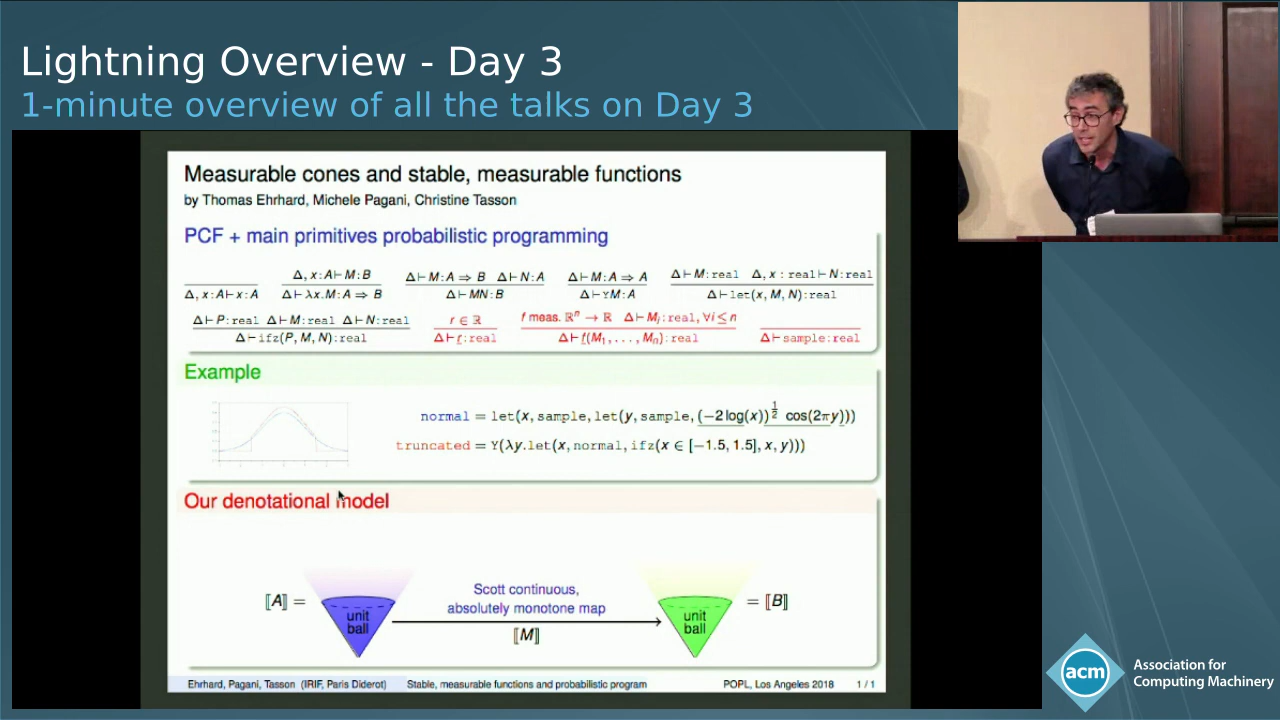 Lightning Overview - Day 3
1-minute overview of all the talks on Day 3
Measurable cones and stable, measurable functions
by Thomas Ehrhard, Michele Pagani, Christine Tasson
PCF + main primitives probabilistic programming
Δ, x:A⊢M:B   Δ⊢M:A ⇒ B  Δ⊢N:A   Δ⊢M:A ⇒ A   Δ⊢M:real  Δ, x:real⊢N:real
Δ, x:A⊢x:A   Δ⊢λx.M:A ⇒ B   Δ⊢MN:B   Δ⊢YM:A   Δ⊢let(x, M, N):real
Δ⊢P:real  Δ⊢M:real  Δ⊢N:real   r ∈ ℝ   f meas. ℝⁿ → ℝ  Δ⊢Mᵢ:real, ∀i ≤ n
Δ⊢ifz(P, M, N):real   Δ⊢r:real   Δ⊢f(M₁, . . . , Mₙ):real   Δ⊢sample:real
Example
normal = let(x, sample, let(y, sample, (−2 log(x))^½ cos(2πy)))
truncated = Y(λy.let(x, normal, ifz(x ∈ [−1.5, 1.5], x, y)))
Our denotational model
Scott continuous,
absolutely monotone map
⟦A⟧ = unit ball ⟦M⟧ unit ball = ⟦B⟧
Ehrhard, Pagani, Tasson (IRIF, Paris Diderot)   Stable, measurable functions and probabilistic program   POPL, Los Angeles 2018   1 / 1
acm
Association for
Computing Machinery